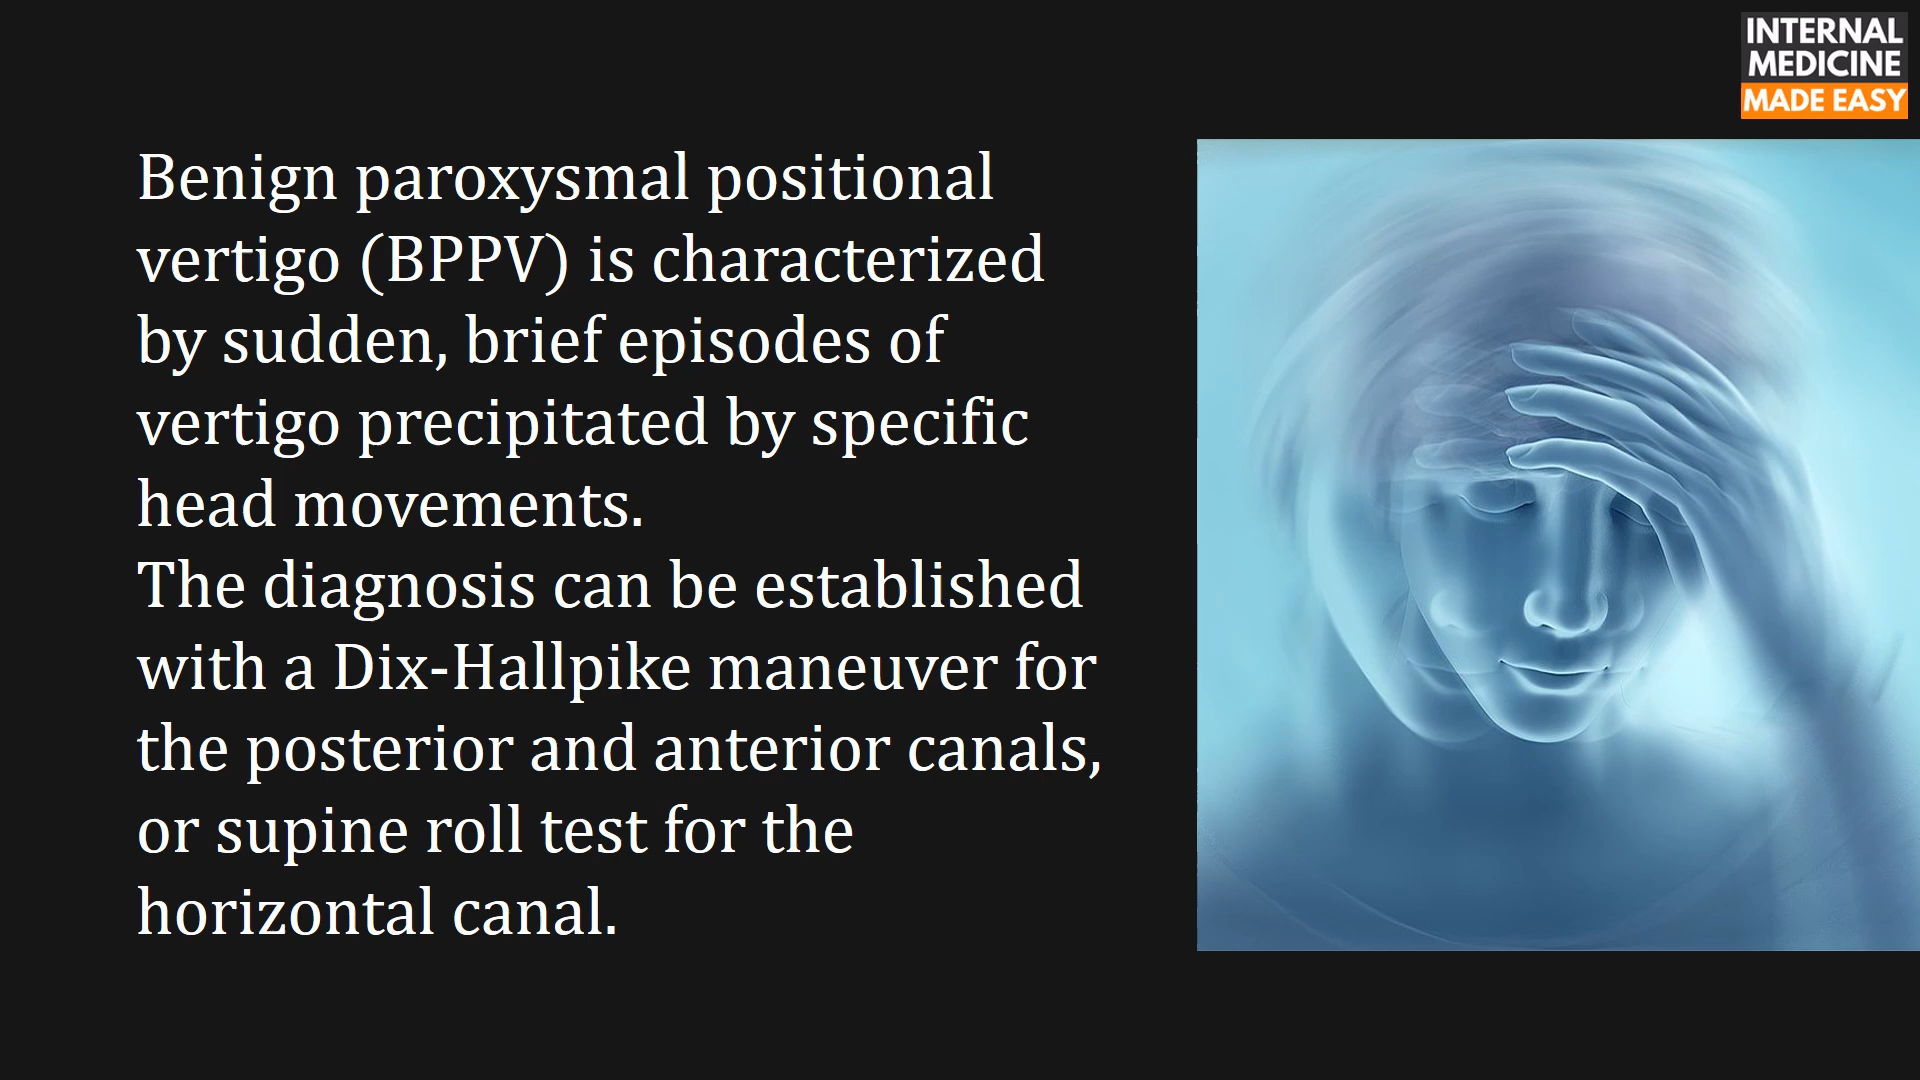 INTERNAL
MEDICINE
MADE EASY
Benign paroxysmal positional
vertigo (BPPV) is characterized
by sudden, brief episodes of
vertigo precipitated by specific
head movements.
The diagnosis can be established
with a Dix-Hallpike maneuver for
the posterior and anterior canals,
or supine roll test for the
horizontal canal.